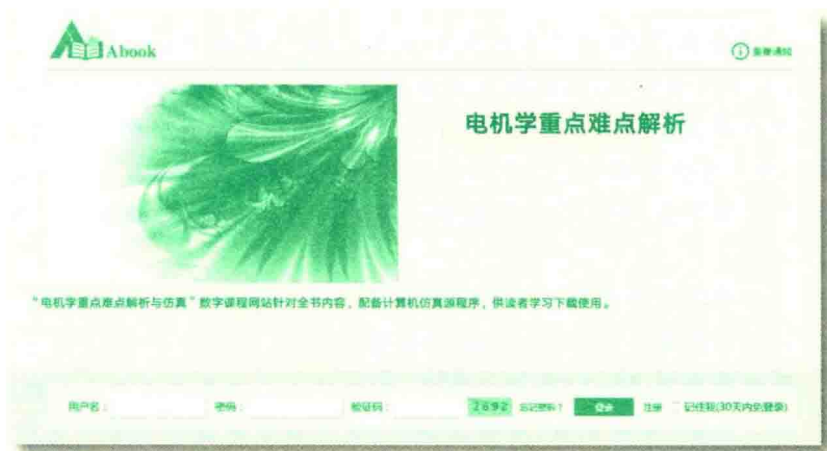 Abook
重要通知
电机学重点难点解析
“电机学重点难点解析与仿真”数字课程网站针对全书内容，配备计算机仿真源程序，供读者学习下载使用。
用户名： 密码： 验证码： 2692 忘记密码？ 登录 注册 记住我(30天内免登录)